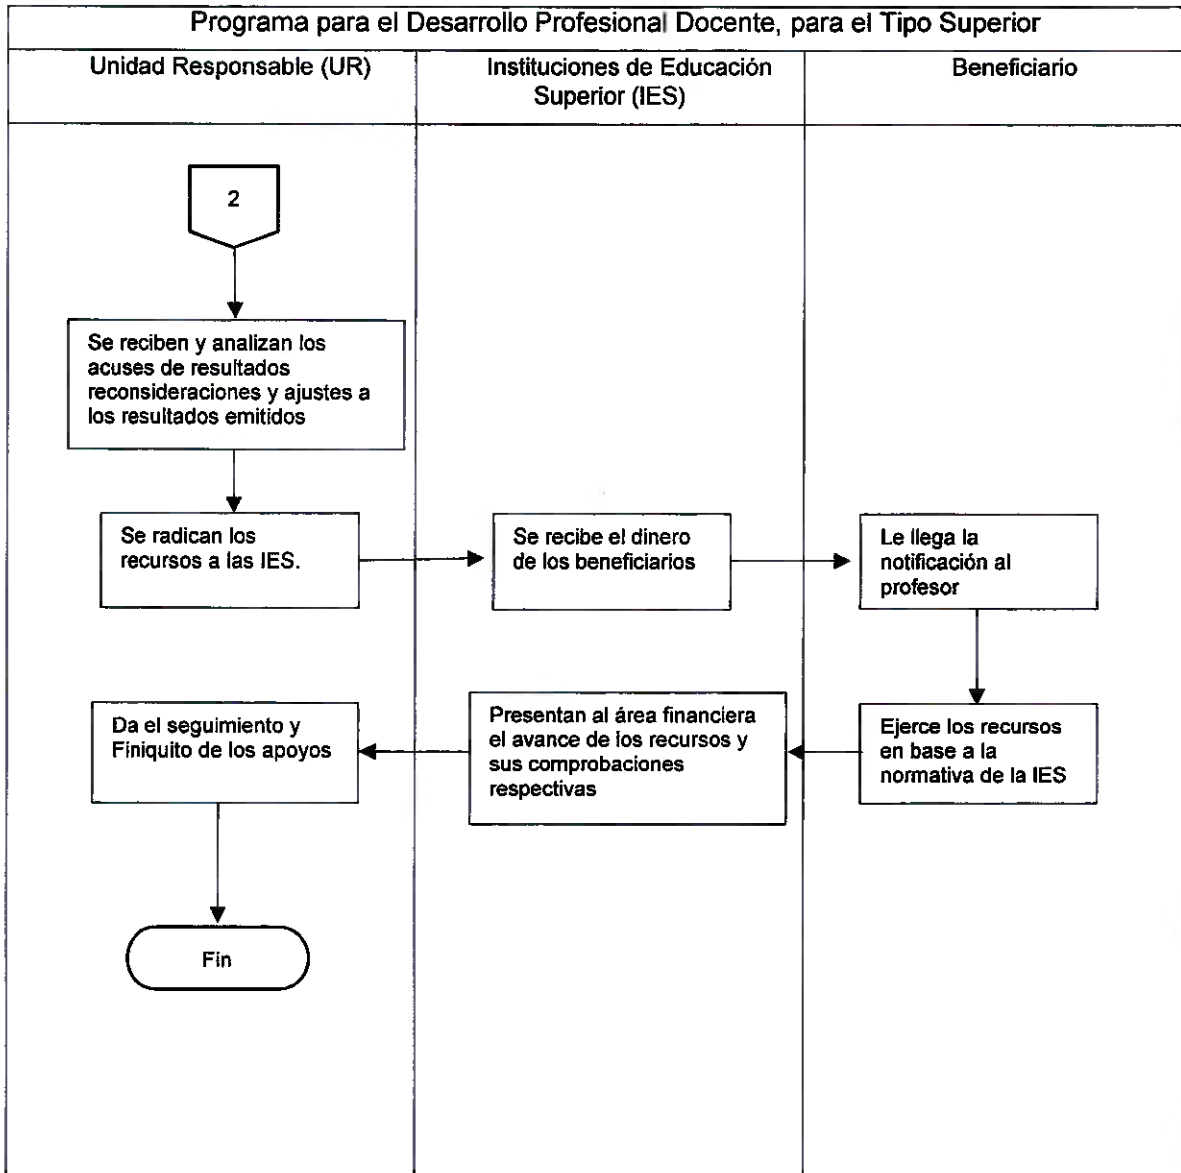 Programa para el Desarrollo Profesional Docente, para el Tipo Superior
Unidad Responsable (UR)
Instituciones de Educación
Superior (IES)
Beneficiario
2
Se reciben y analizan los
acuses de resultados
reconsideraciones y ajustes a
los resultados emitidos
Se radican los
recursos a las IES.
Se recibe el dinero
de los beneficiarios
Le llega la
notificación al
profesor
Da el seguimiento y
Finiquito de los apoyos
Presentan al área financiera
el avance de los recursos y
sus comprobaciones
respectivas
Ejerce los recursos
en base a la
normativa de la IES
Fin